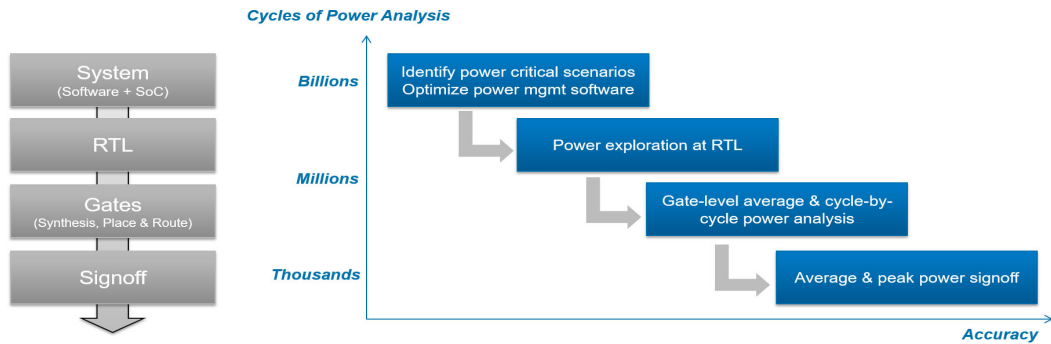 Cycles of Power Analysis
System
(Software + SoC)
RTL
Gates
(Synthesis, Place & Route)
Signoff
Billions
Millions
Thousands
Identify power critical scenarios
Optimize power mgmt software
Power exploration at RTL
Gate-level average & cycle-by-
cycle power analysis
Average & peak power signoff
Accuracy